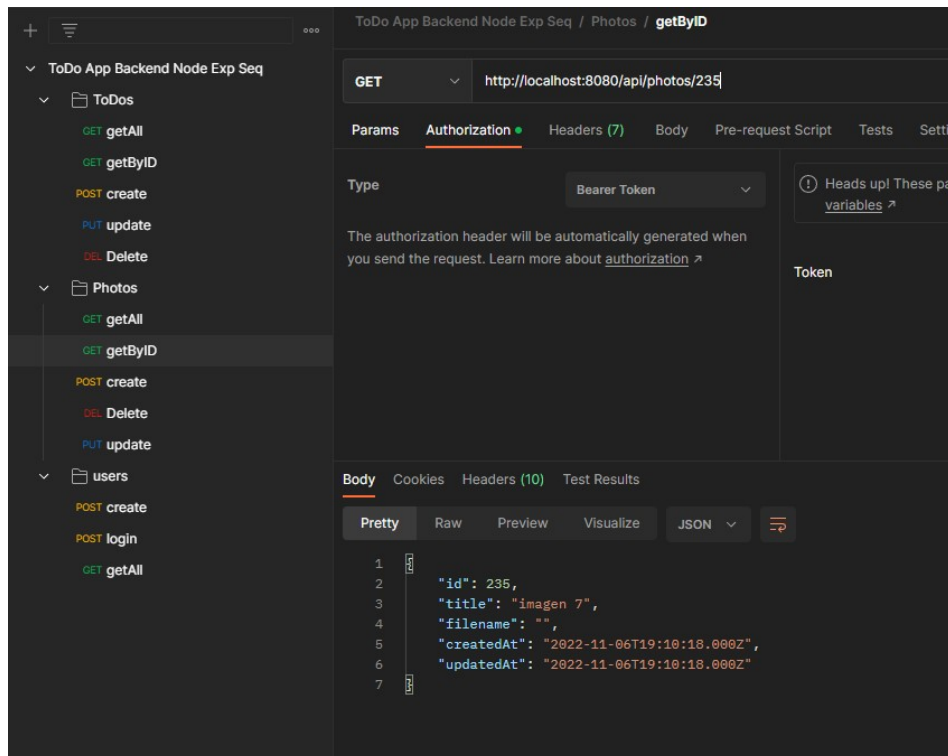 ToDo App Backend Node Exp Seq
ToDos
GET getAll
GET getByID
POST create
PUT update
DEL Delete
Photos
GET getAll
GET getByID
POST create
DEL Delete
PUT update
users
POST create
POST login
GET getAll
ToDo App Backend Node Exp Seq / Photos / getByID
GET http://localhost:8080/api/photos/235
Params Authorization Headers (7) Body Pre-request Script Tests Setti
Type Bearer Token
The authorization header will be automatically generated when
you send the request. Learn more about authorization ↗
Heads up! These pa
variables ↗
Token
Body Cookies Headers (10) Test Results
Pretty Raw Preview Visualize JSON
1 {
2 "id": 235,
3 "title": "imagen 7",
4 "filename": "",
5 "createdAt": "2022-11-06T19:10:18.000Z",
6 "updatedAt": "2022-11-06T19:10:18.000Z"
7 }